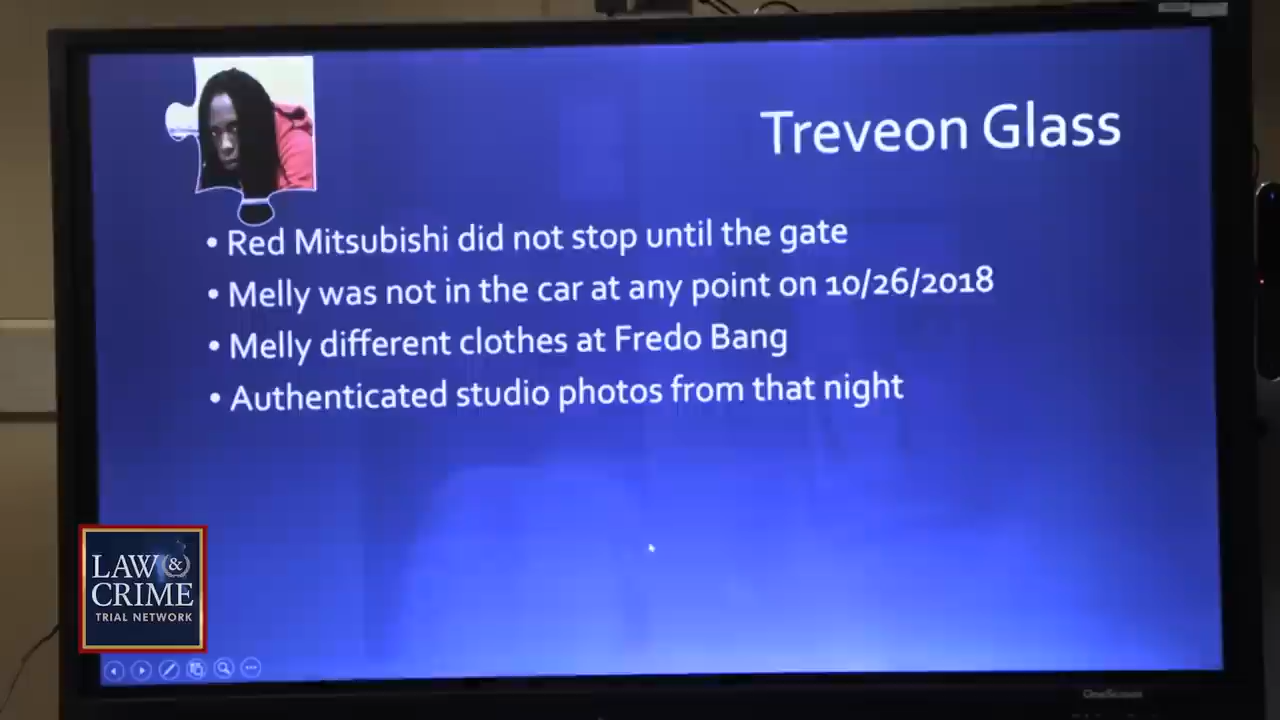 Treveon Glass
• Red Mitsubishi did not stop until the gate
• Melly was not in the car at any point on 10/26/2018
• Melly different clothes at Fredo Bang
• Authenticated studio photos from that night
LAW &
CRIME
TRIAL NETWORK
OneScreen